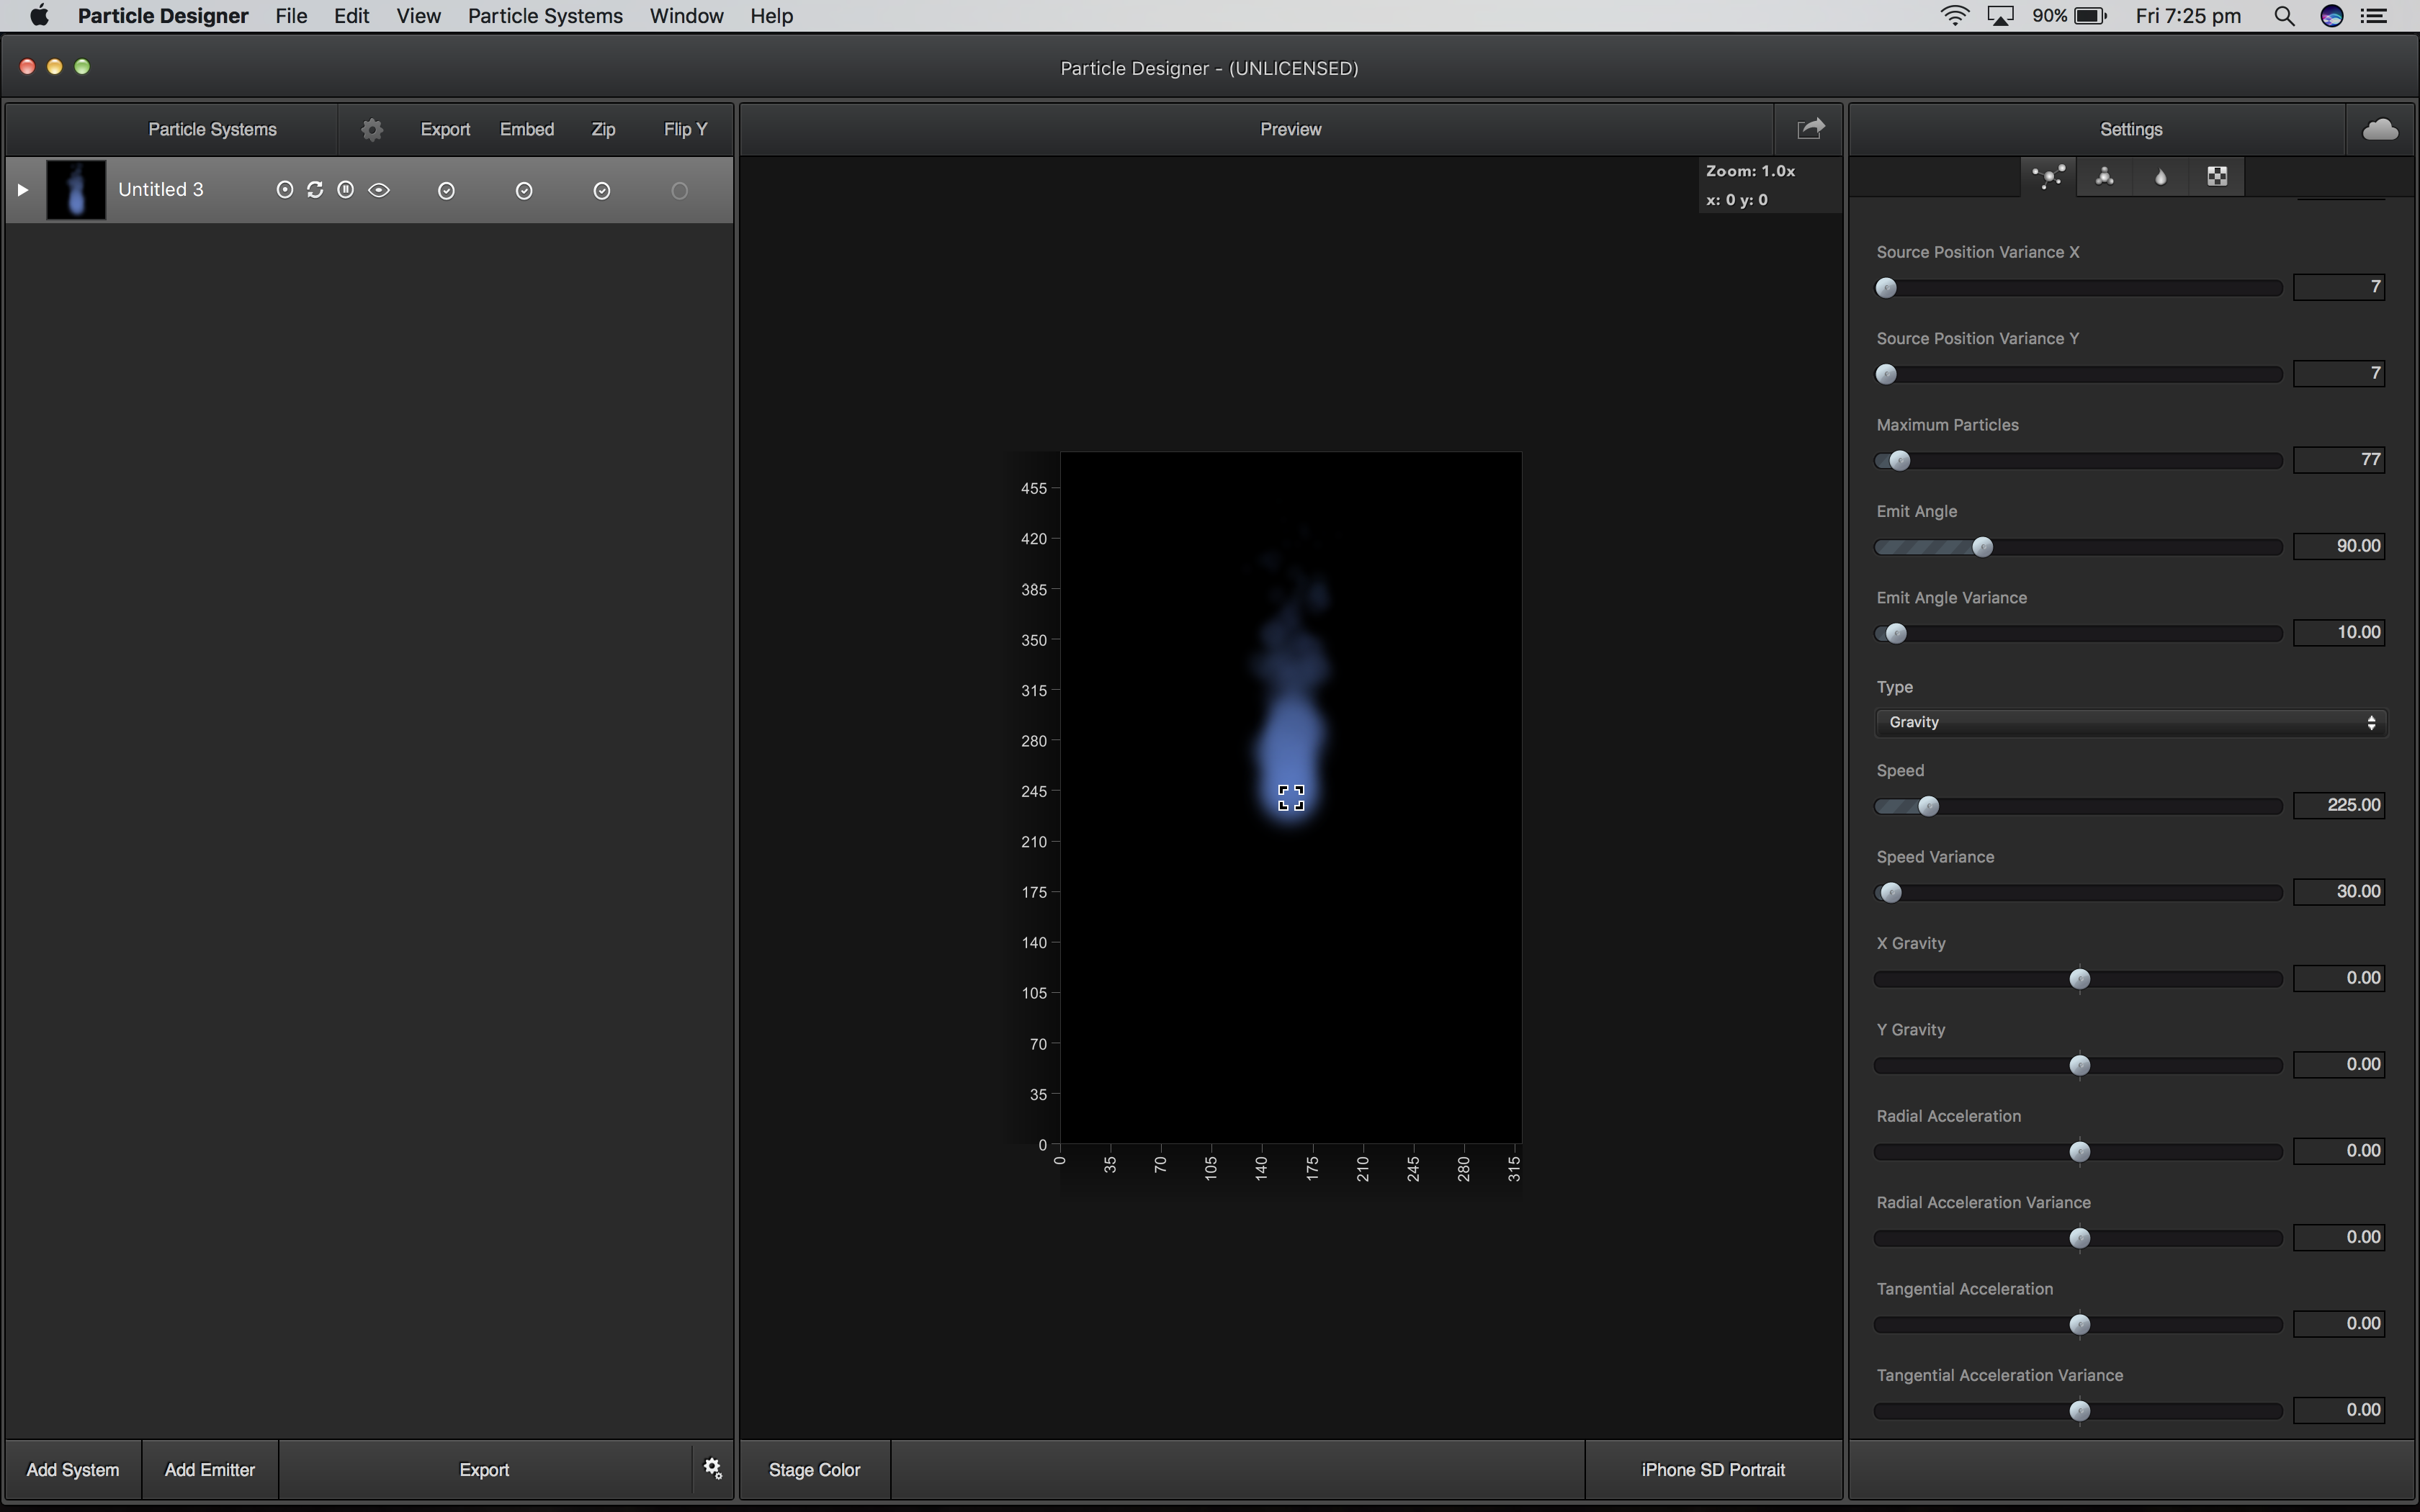 Particle Designer File Edit View Particle Systems Window Help 90% Fri 7:25 pm
Particle Designer - (UNLICENSED)
Particle Systems Export Embed Zip Flip Y
Untitled 3
Preview
Zoom: 1.0x
x: 0 y: 0
455
420
385
350
315
280
245
210
175
140
105
70
35
0
0 35 70 105 140 175 210 245 280 315
Settings
Source Position Variance X
7
Source Position Variance Y
7
Maximum Particles
77
Emit Angle
90.00
Emit Angle Variance
10.00
Type
Gravity
Speed
225.00
Speed Variance
30.00
X Gravity
0.00
Y Gravity
0.00
Radial Acceleration
0.00
Radial Acceleration Variance
0.00
Tangential Acceleration
0.00
Tangential Acceleration Variance
0.00
Add System Add Emitter Export Stage Color iPhone SD Portrait